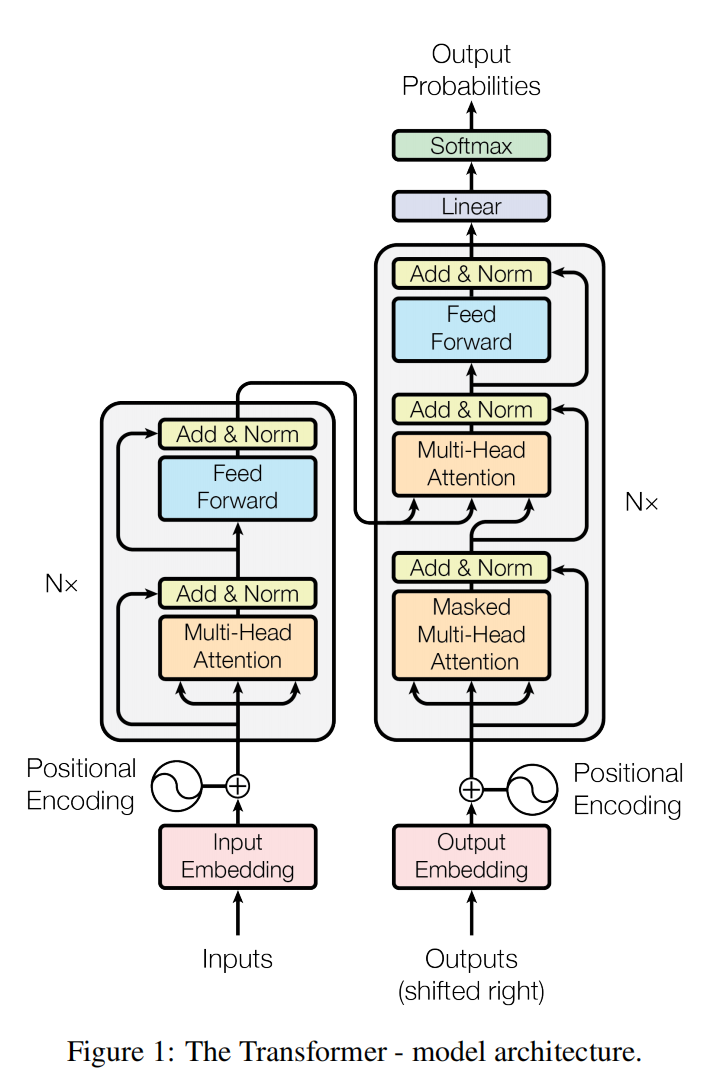 Output
Probabilities
Softmax
Linear
Add & Norm
Feed
Forward
Add & Norm
Multi-Head
Attention
Nx
Add & Norm
Masked
Multi-Head
Attention
Add & Norm
Feed
Forward
N×
Add & Norm
Multi-Head
Attention
Positional
Encoding
Positional
Encoding
Input
Embedding
Output
Embedding
Inputs
Outputs
(shifted right)
Figure 1: The Transformer - model architecture.